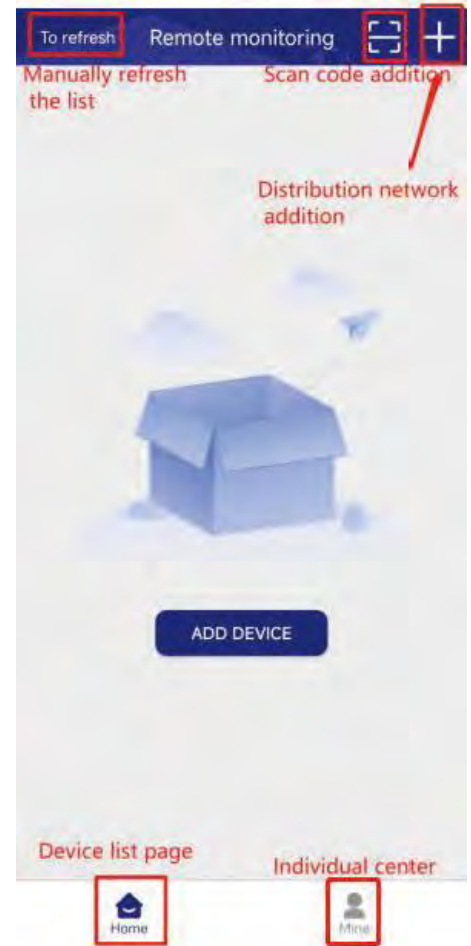 To refresh
Remote monitoring
Manually refresh
the list
Scan code addition
Distribution network
addition
ADD DEVICE
Device list page
Individual center
Home
Mine